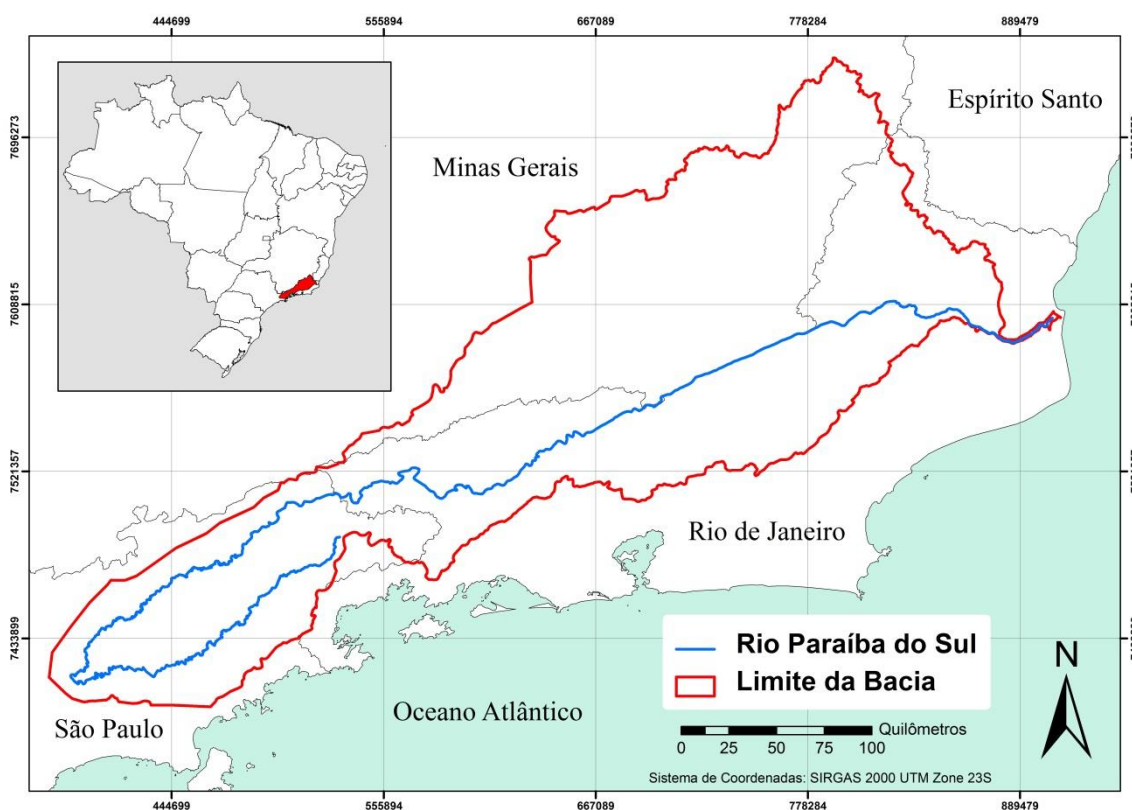 444699
555894
667089
778284
889479
Espírito Santo
7696273
Minas Gerais
7608815
7521357
Rio de Janeiro
7433899
Rio Paraíba do Sul
N
Limite da Bacia
São Paulo
Oceano Atlântico
Quilômetros
0 25 50 75 100
Sistema de Coordenadas: SIRGAS 2000 UTM Zone 23S
444699
555894
667089
778284
889479